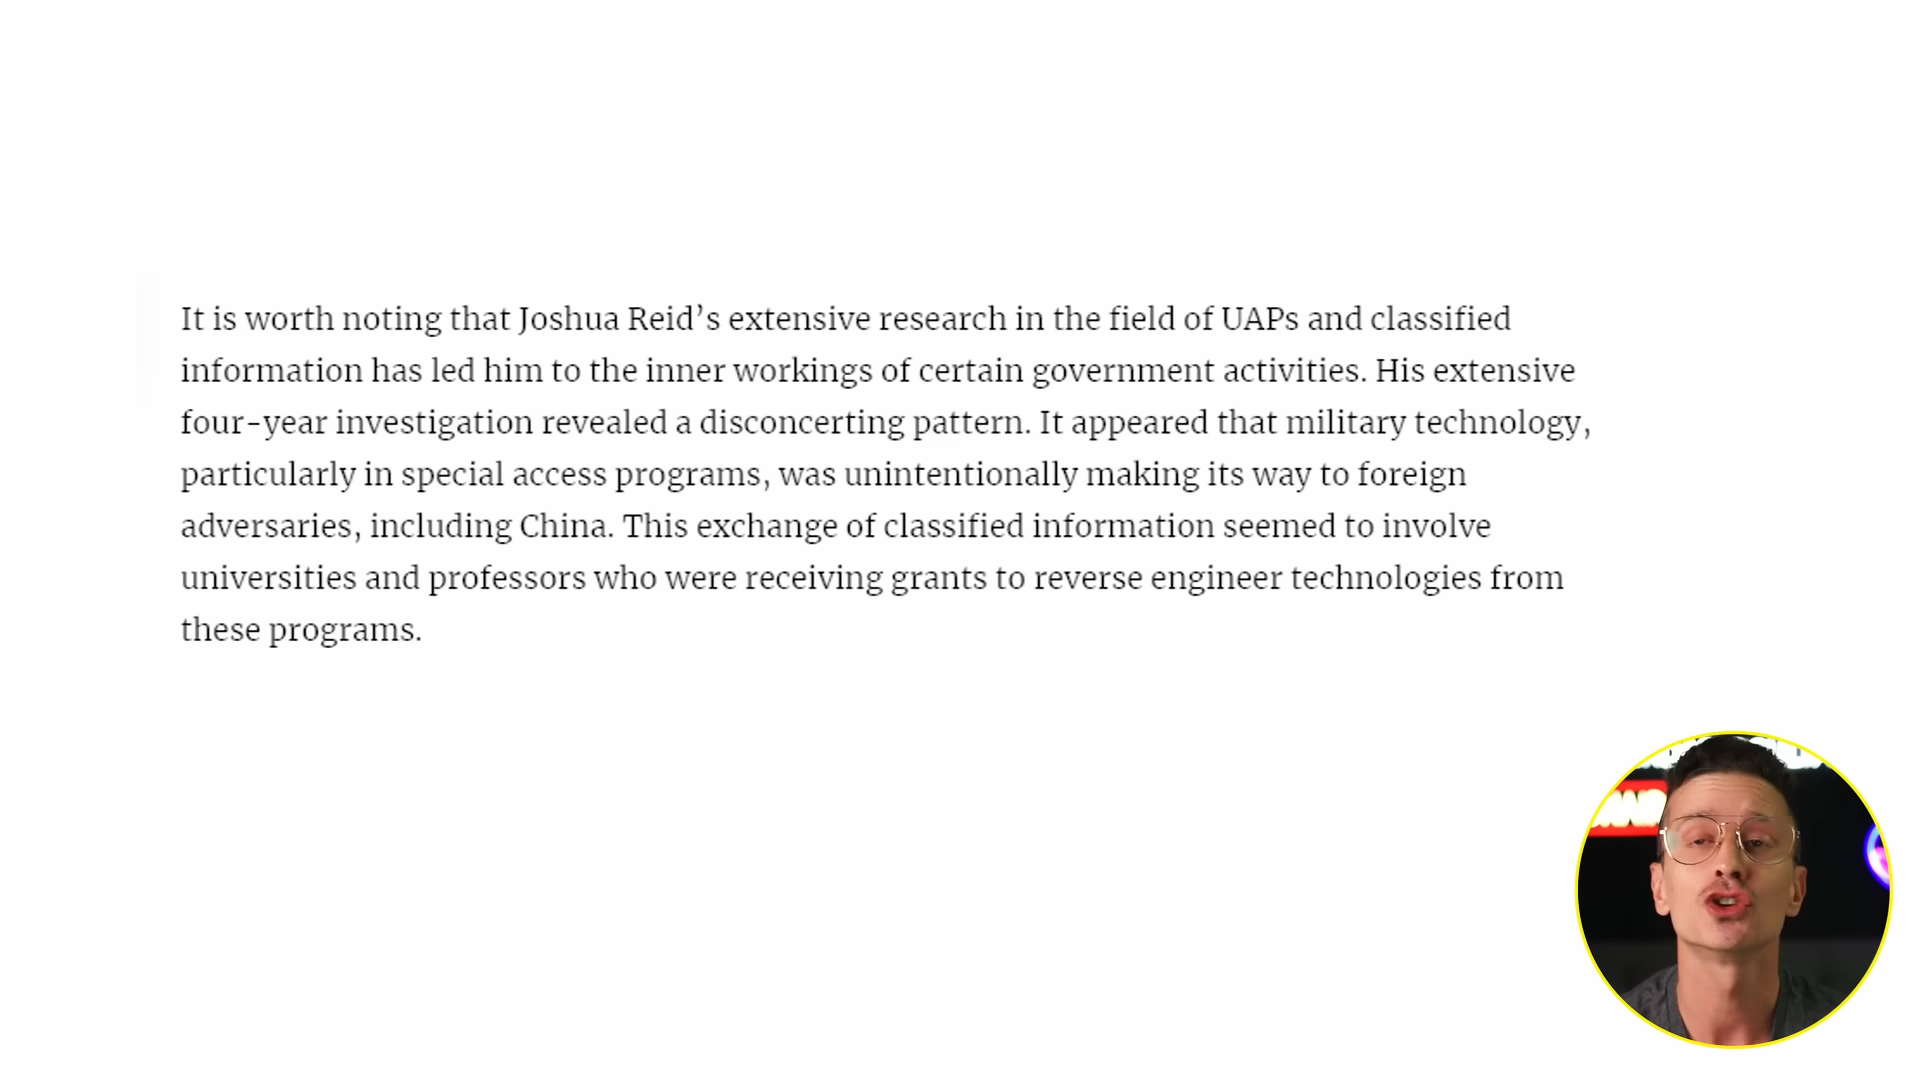 It is worth noting that Joshua Reid’s extensive research in the field of UAPs and classified
information has led him to the inner workings of certain government activities. His extensive
four-year investigation revealed a disconcerting pattern. It appeared that military technology,
particularly in special access programs, was unintentionally making its way to foreign
adversaries, including China. This exchange of classified information seemed to involve
universities and professors who were receiving grants to reverse engineer technologies from
these programs.